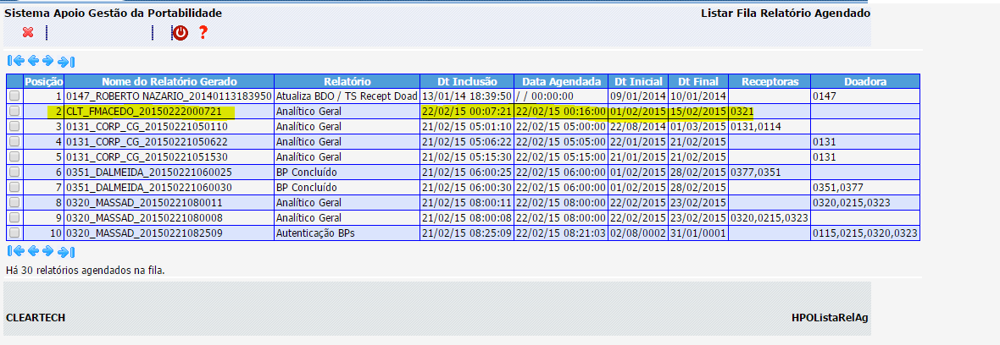 Sistema Apoio Gestão da Portabilidade Listar Fila Relatório Agendado
Posição Nome do Relatório Gerado Relatório Dt Inclusão Data Agendada Dt Inicial Dt Final Receptoras Doadora
1 0147_ROBERTO NAZARIO_20140113183950 Atualiza BDO / TS Recept Doad 13/01/14 18:39:50 / / 00:00:00 09/01/2014 10/01/2014 0147
2 CLT_FMACEDO_20150222000721 Analítico Geral 22/02/15 00:07:21 22/02/15 00:16:00 01/02/2015 15/02/2015 0321
3 0131_CORP_CG_20150221050110 Analítico Geral 21/02/15 05:01:10 22/02/15 05:00:00 22/08/2014 01/03/2015 0131,0114
4 0131_CORP_CG_20150221050622 Analítico Geral 21/02/15 05:06:22 22/02/15 05:05:00 22/01/2015 21/02/2015 0131
5 0131_CORP_CG_20150221051530 Analítico Geral 21/02/15 05:15:30 22/02/15 05:15:00 21/01/2015 21/02/2015 0131
6 0351_DALMEIDA_20150221060025 BP Concluído 21/02/15 06:00:25 22/02/15 06:00:00 01/02/2015 28/02/2015 0377,0351
7 0351_DALMEIDA_20150221060030 BP Concluído 21/02/15 06:00:30 22/02/15 06:00:00 01/02/2015 28/02/2015 0351,0377
8 0320_MASSAD_20150221080011 Analítico Geral 21/02/15 08:00:11 22/02/15 08:00:00 22/02/2015 23/02/2015 0320,0215,0323
9 0320_MASSAD_20150221080008 Analítico Geral 21/02/15 08:00:08 22/02/15 08:00:00 22/02/2015 23/02/2015 0320,0215,0323
10 0320_MASSAD_20150221082509 Autenticação BPs 21/02/15 08:25:09 22/02/15 08:21:03 02/08/0002 31/01/0001 0115,0215,0320,0323
Há 30 relatórios agendados na fila.
CLEARTECH HPOListaRelAg